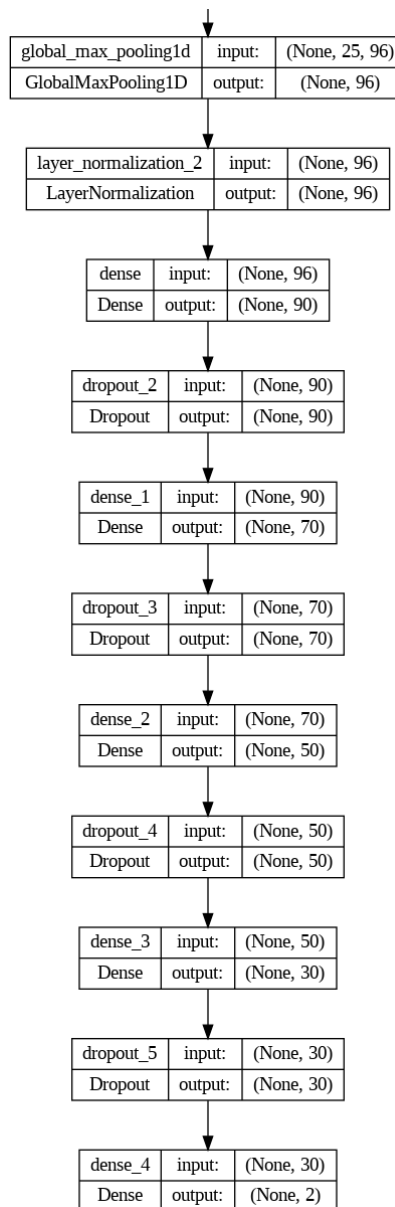 global_max_pooling1d input: (None, 25, 96)
GlobalMaxPooling1D output: (None, 96)
layer_normalization_2 input: (None, 96)
LayerNormalization output: (None, 96)
dense input: (None, 96)
Dense output: (None, 90)
dropout_2 input: (None, 90)
Dropout output: (None, 90)
dense_1 input: (None, 90)
Dense output: (None, 70)
dropout_3 input: (None, 70)
Dropout output: (None, 70)
dense_2 input: (None, 70)
Dense output: (None, 50)
dropout_4 input: (None, 50)
Dropout output: (None, 50)
dense_3 input: (None, 50)
Dense output: (None, 30)
dropout_5 input: (None, 30)
Dropout output: (None, 30)
dense_4 input: (None, 30)
Dense output: (None, 2)